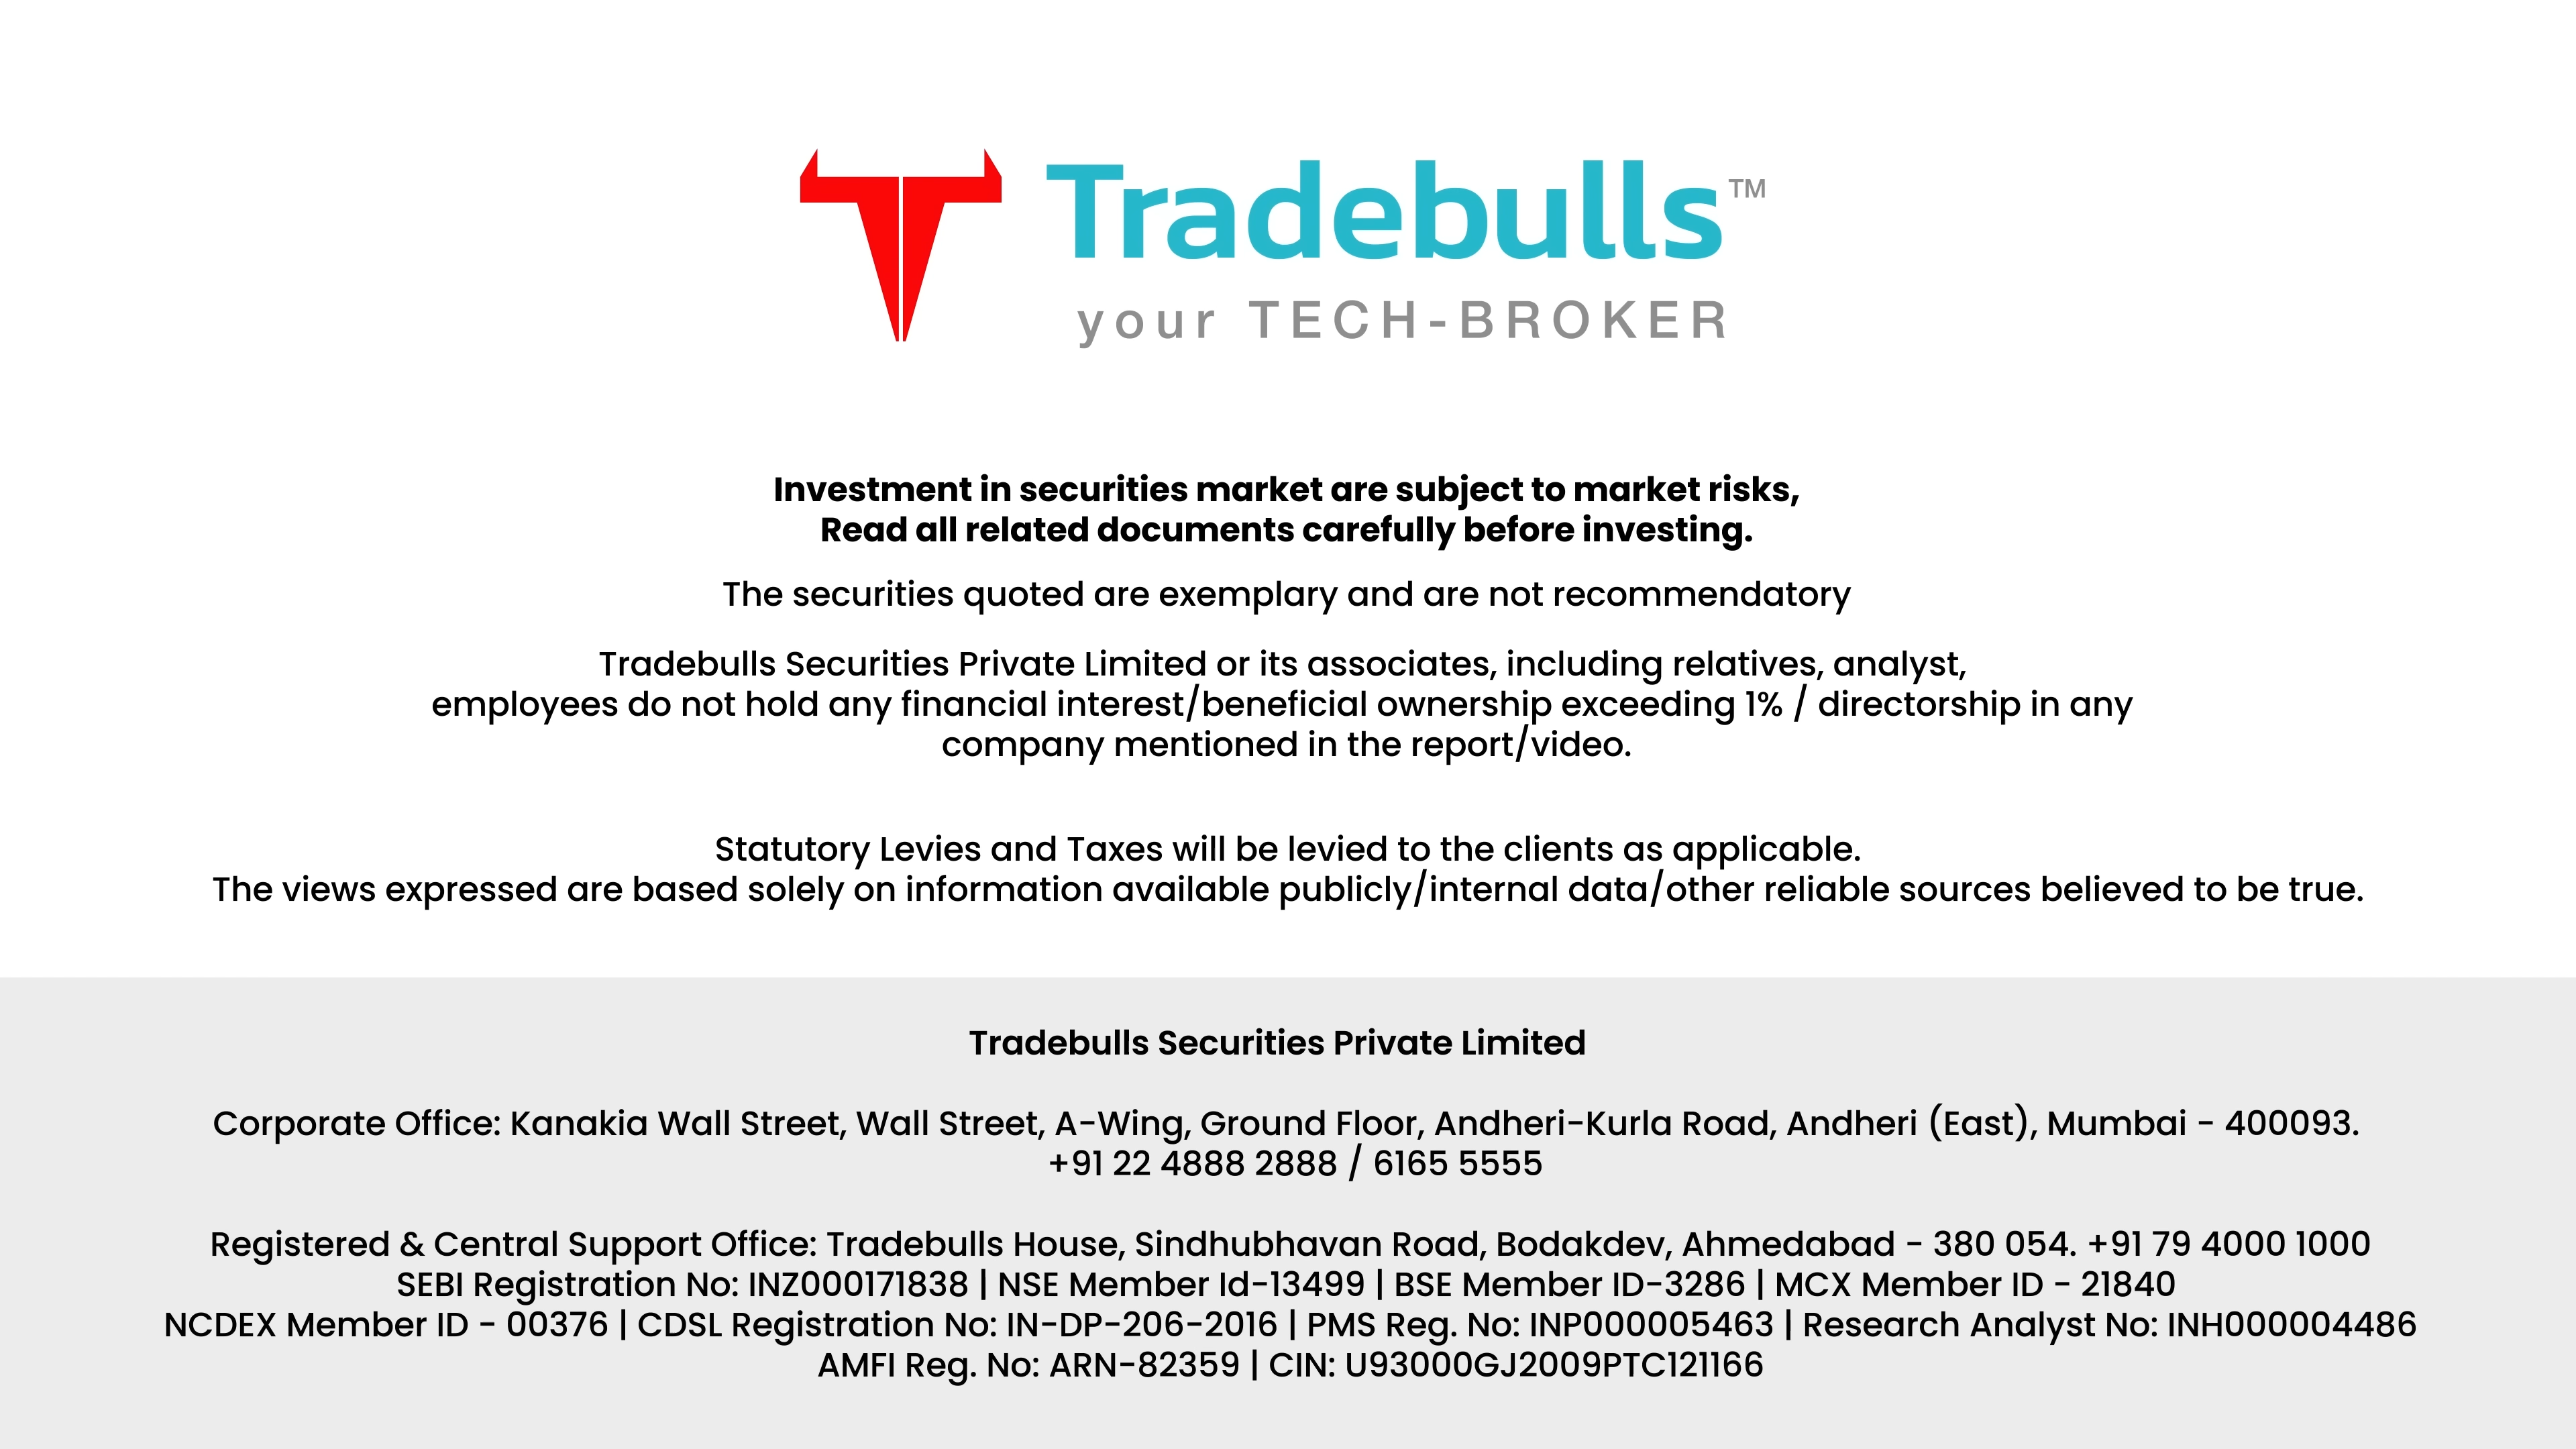 Tradebulls™
your TECH-BROKER
Investment in securities market are subject to market risks,
Read all related documents carefully before investing.
The securities quoted are exemplary and are not recommendatory
Tradebulls Securities Private Limited or its associates, including relatives, analyst,
employees do not hold any financial interest/beneficial ownership exceeding 1% / directorship in any
company mentioned in the report/video.
Statutory Levies and Taxes will be levied to the clients as applicable.
The views expressed are based solely on information available publicly/internal data/other reliable sources believed to be true.
Tradebulls Securities Private Limited
Corporate Office: Kanakia Wall Street, Wall Street, A-Wing, Ground Floor, Andheri-Kurla Road, Andheri (East), Mumbai - 400093.
+91 22 4888 2888 / 6165 5555
Registered & Central Support Office: Tradebulls House, Sindhubhavan Road, Bodakdev, Ahmedabad - 380 054. +91 79 4000 1000
SEBI Registration No: INZ000171838 | NSE Member Id-13499 | BSE Member ID-3286 | MCX Member ID - 21840
NCDEX Member ID - 00376 | CDSL Registration No: IN-DP-206-2016 | PMS Reg. No: INP000005463 | Research Analyst No: INH000004486
AMFI Reg. No: ARN-82359 | CIN: U93000GJ2009PTC121166